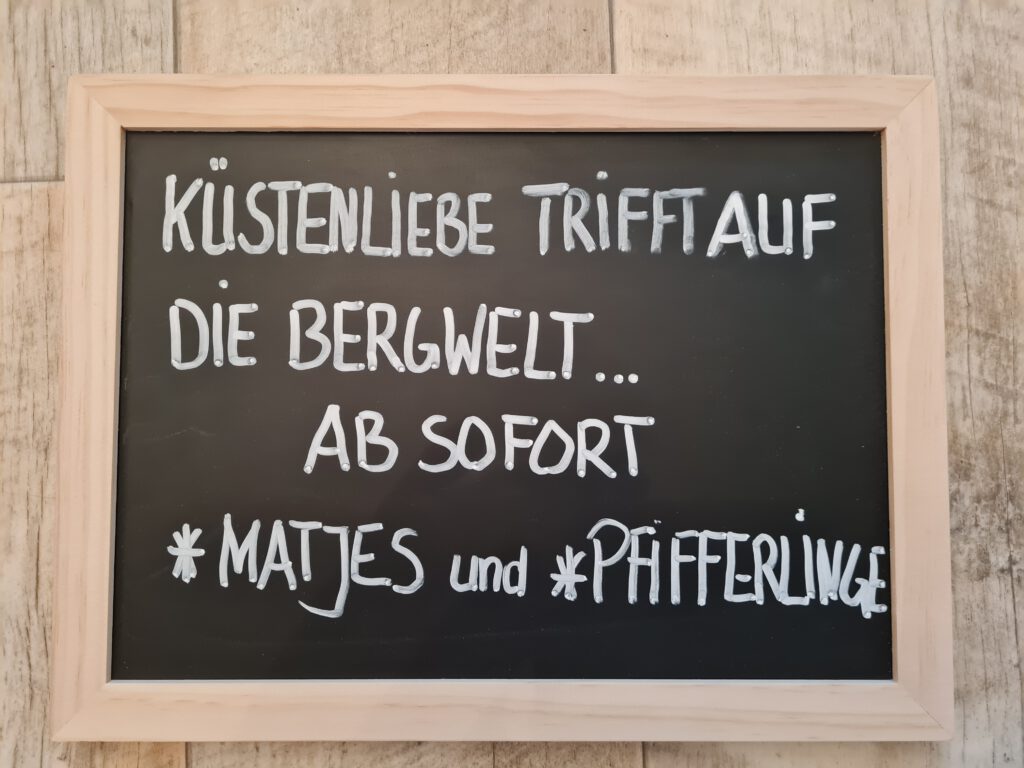 KÜSTENLIEBE TRIFFT AUF
DIE BERGWELT...
AB SOFORT
*MATJES und *PFIFFERLINGE